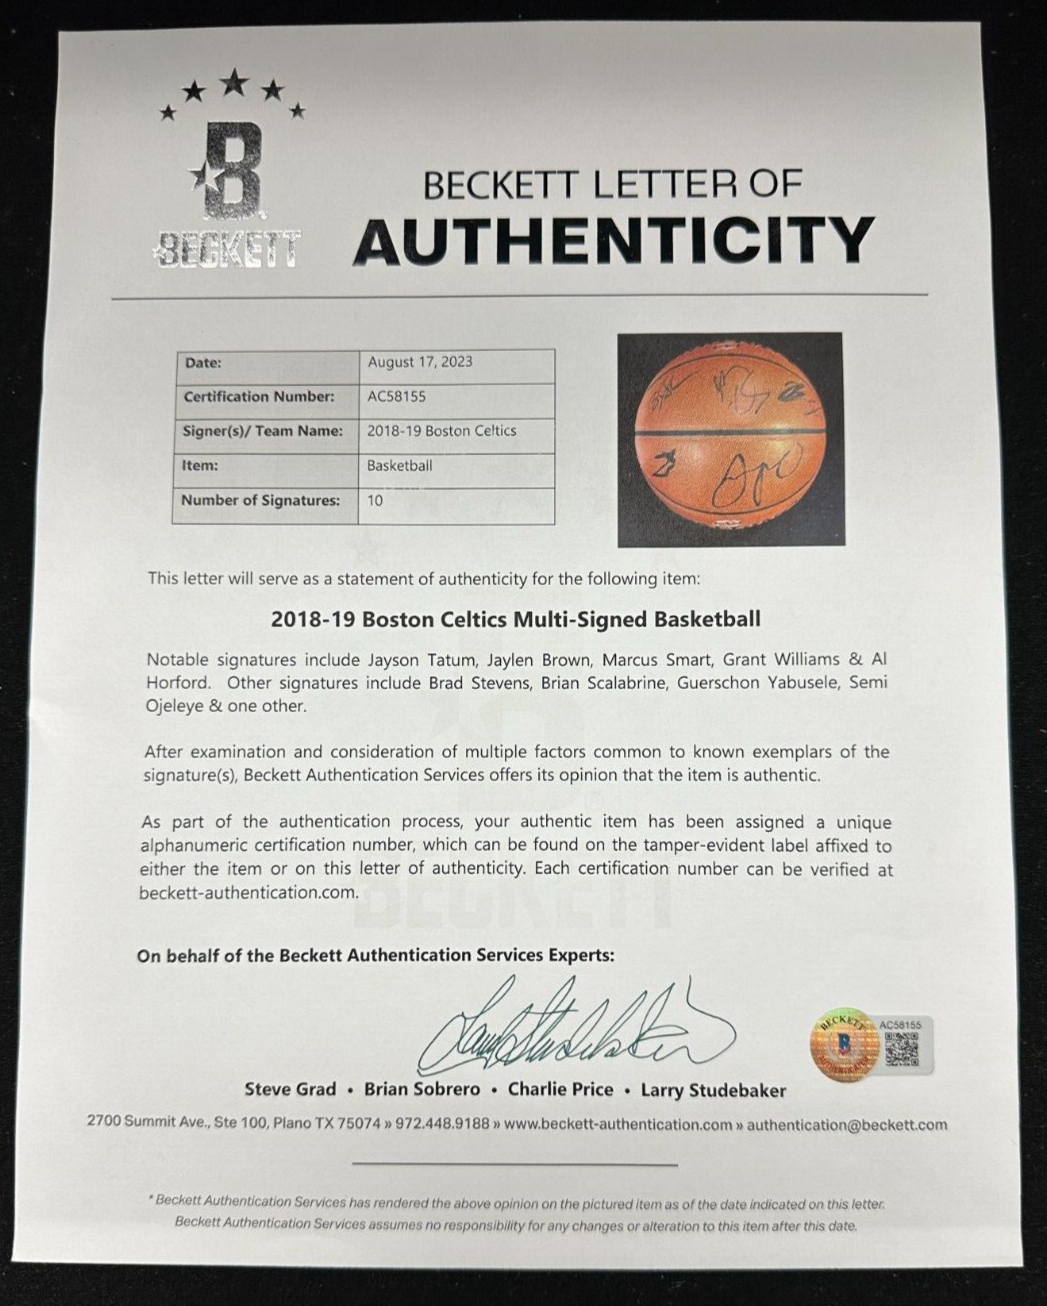 BECKETT
BECKETT LETTER OF
AUTHENTICITY
Date: August 17, 2023
Certification Number: AC58155
Signer(s)/ Team Name: 2018-19 Boston Celtics
Item: Basketball
Number of Signatures: 10
This letter will serve as a statement of authenticity for the following item:
2018-19 Boston Celtics Multi-Signed Basketball
Notable signatures include Jayson Tatum, Jaylen Brown, Marcus Smart, Grant Williams & Al
Horford. Other signatures include Brad Stevens, Brian Scalabrine, Guerschon Yabusele, Semi
Ojeleye & one other.
After examination and consideration of multiple factors common to known exemplars of the
signature(s), Beckett Authentication Services offers its opinion that the item is authentic.
As part of the authentication process, your authentic item has been assigned a unique
alphanumeric certification number, which can be found on the tamper-evident label affixed to
either the item or on this letter of authenticity. Each certification number can be verified at
beckett-authentication.com.
BECKETT
On behalf of the Beckett Authentication Services Experts:
Larry Studebaker
BECKETT
B
AC58155
Steve Grad • Brian Sobrero • Charlie Price • Larry Studebaker
2700 Summit Ave., Ste 100, Plano TX 75074 » 972.448.9188 » www.beckett-authentication.com » authentication@beckett.com
* Beckett Authentication Services has rendered the above opinion on the pictured item as of the date indicated on this letter.
Beckett Authentication Services assumes no responsibility for any changes or alteration to this item after this date.